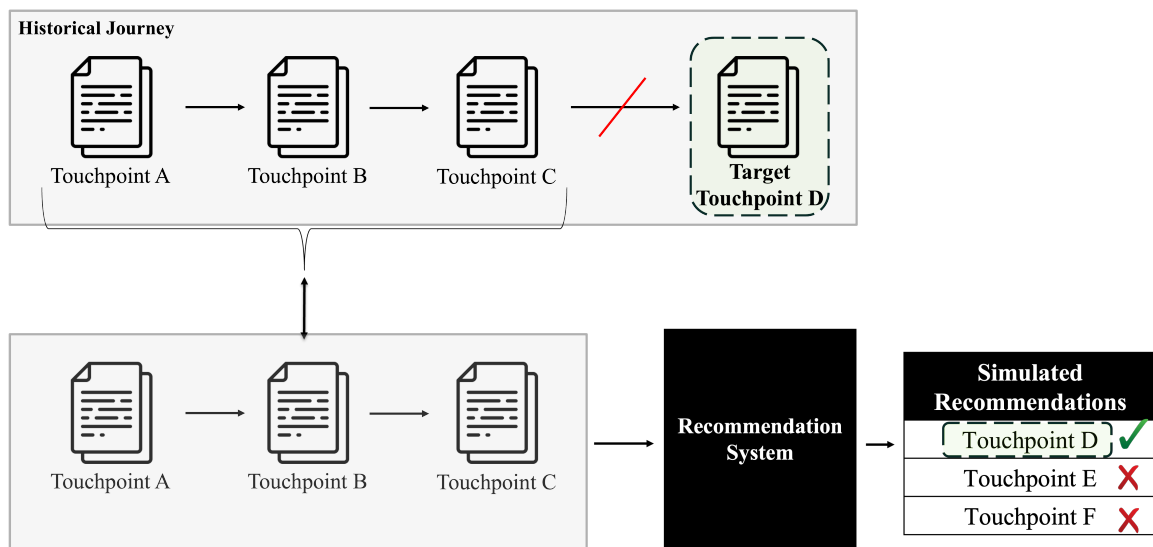 Historical Journey
Touchpoint A
Touchpoint B
Touchpoint C
Target
Touchpoint D
Touchpoint A
Touchpoint B
Touchpoint C
Recommendation
System
Simulated
Recommendations
Touchpoint D
Touchpoint E
Touchpoint F